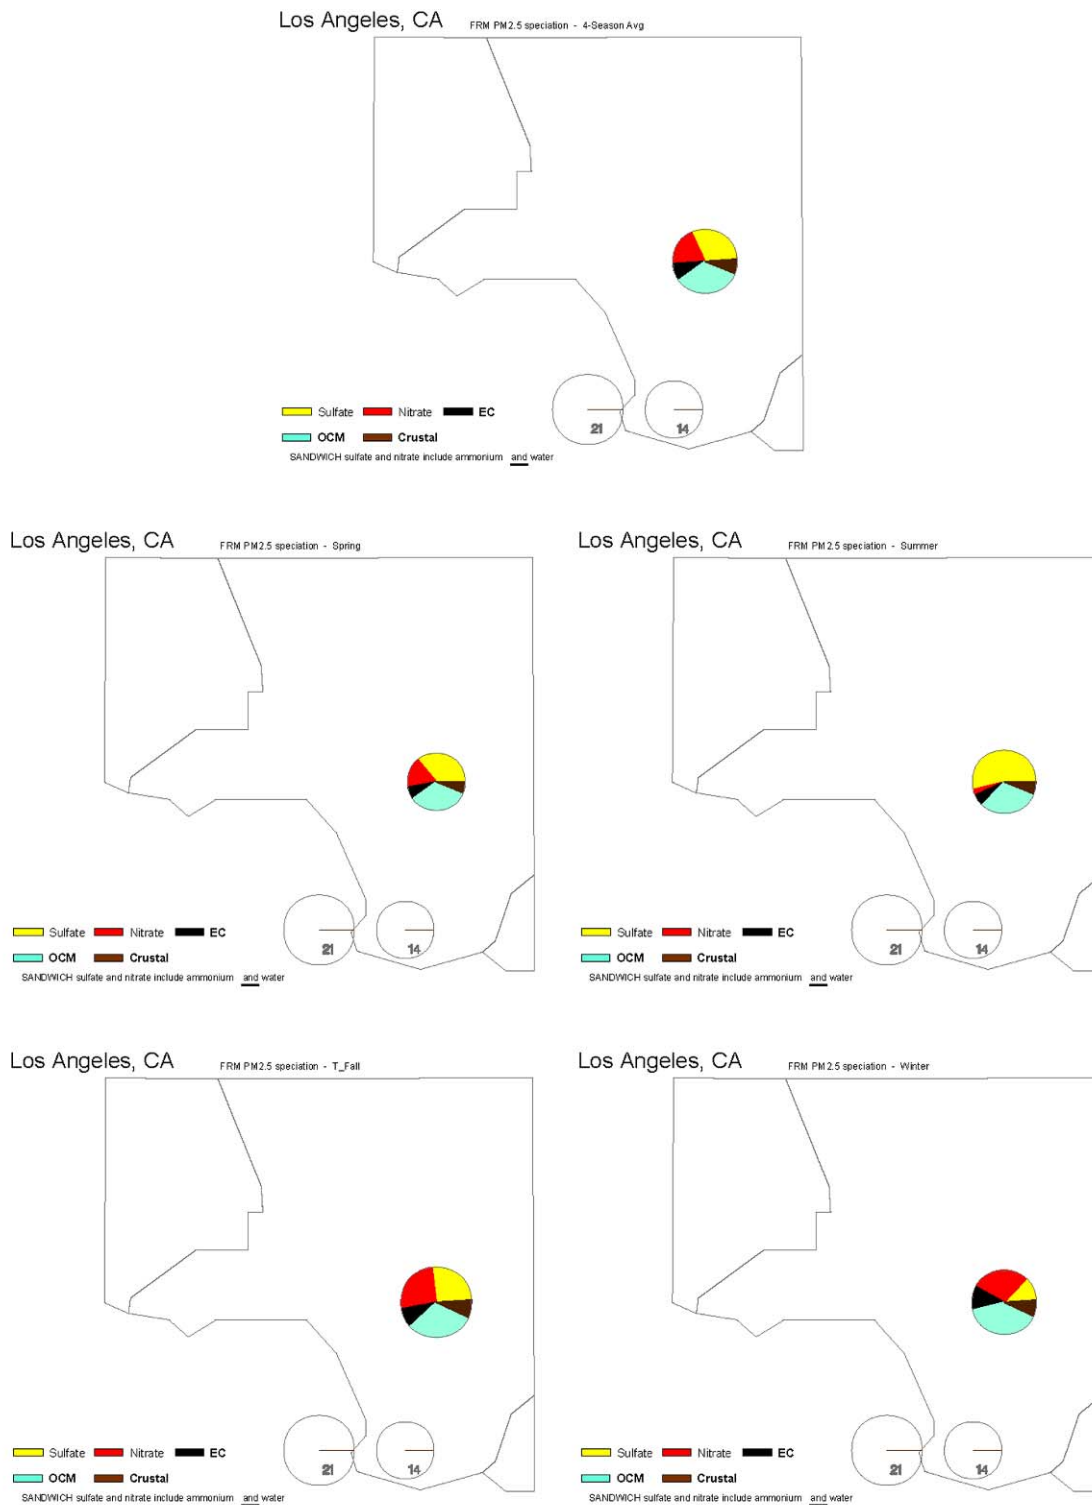 Los Angeles, CA FRM PM2.5 speciation - 4-Season Avg
21 14
Sulfate Nitrate EC
OCM Crustal
SANDWICH sulfate and nitrate include ammonium and water
Los Angeles, CA FRM PM2.5 speciation - Spring
21 14
Sulfate Nitrate EC
OCM Crustal
SANDWICH sulfate and nitrate include ammonium and water
Los Angeles, CA FRM PM2.5 speciation - Summer
21 14
Sulfate Nitrate EC
OCM Crustal
SANDWICH sulfate and nitrate include ammonium and water
Los Angeles, CA FRM PM2.5 speciation - T_Fall
21 14
Sulfate Nitrate EC
OCM Crustal
SANDWICH sulfate and nitrate include ammonium and water
Los Angeles, CA FRM PM2.5 speciation - Winter
21 14
Sulfate Nitrate EC
OCM Crustal
SANDWICH sulfate and nitrate include ammonium and water